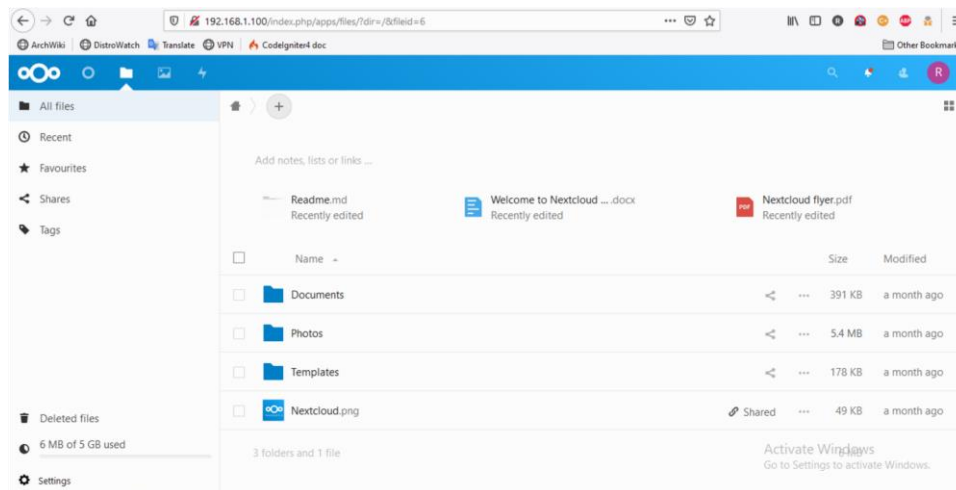 192.168.1.100/index.php/apps/files/?dir=/&fileid=6
ArchWiki DistroWatch Translate VPN CodeIgniter4 doc Other Bookmark
R
All files
Recent
Favourites
Shares
Tags
Add notes, lists or links ...
Readme.md
Recently edited
Welcome to Nextcloud ... .docx
Recently edited
PDF
Nextcloud flyer.pdf
Recently edited
Name Size Modified
Documents 391 KB a month ago
Photos 5.4 MB a month ago
Templates 178 KB a month ago
Nextcloud.png Shared 49 KB a month ago
3 folders and 1 file
Deleted files
6 MB of 5 GB used
Settings
Activate Windows
Go to Settings to activate Windows.